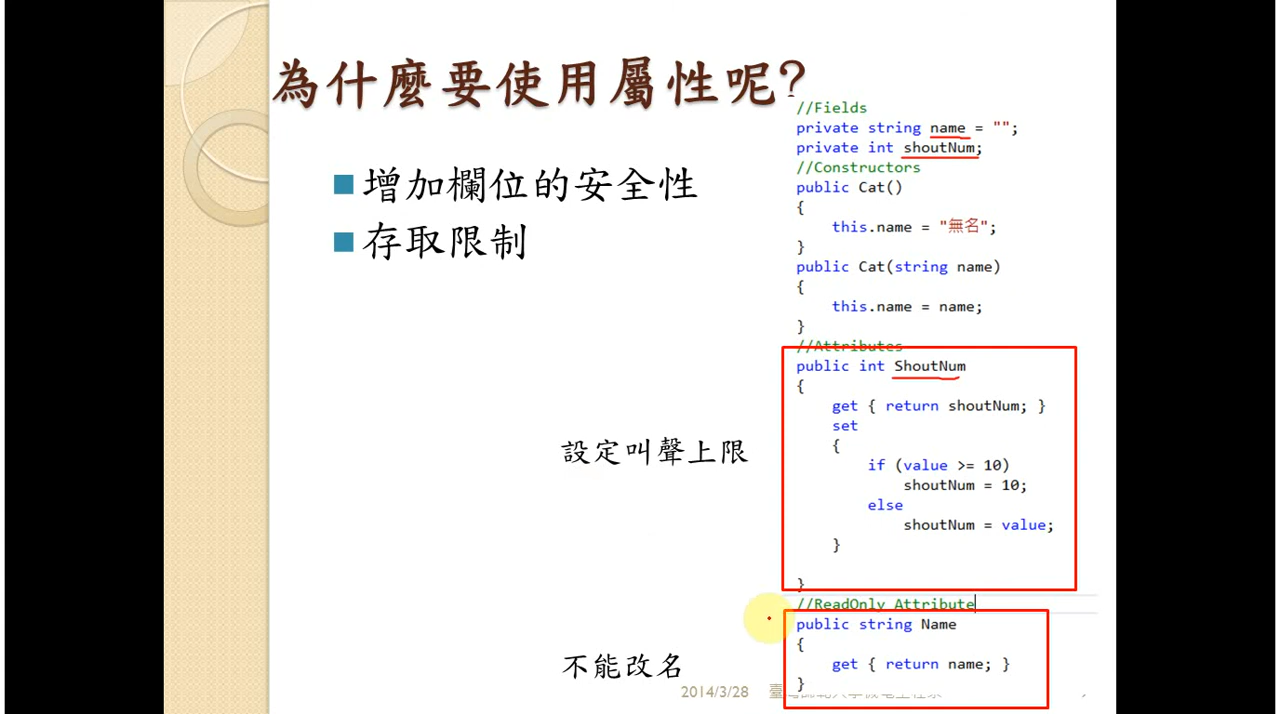 為什麼要使用屬性呢?
增加欄位的安全性
存取限制
//Fields
private string name = "";
private int shoutNum;
//Constructors
public Cat()
{
this.name = "無名";
}
public Cat(string name)
{
this.name = name;
}
//Attributes
public int ShoutNum
{
get { return shoutNum; }
set
{
if (value >= 10)
shoutNum = 10;
else
shoutNum = value;
}
}
設定叫聲上限
//ReadOnly Attribute
public string Name
{
get { return name; }
}
不能改名
2014/3/28